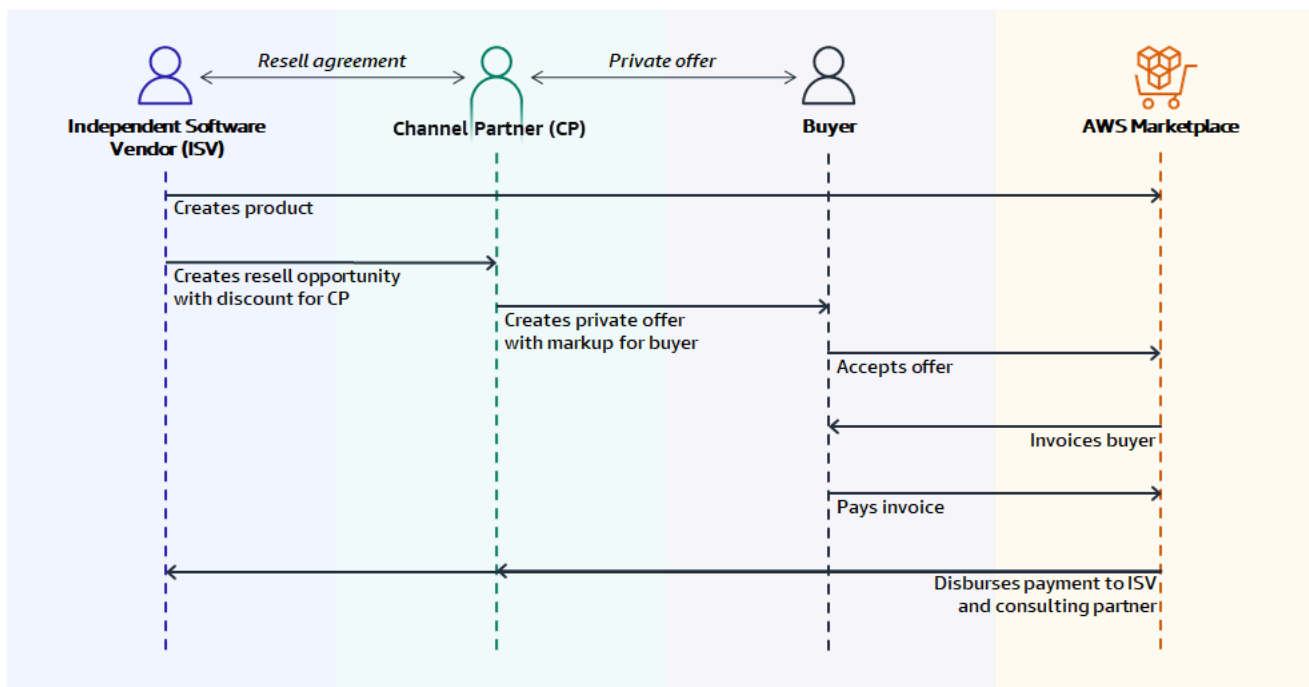 Resell agreement
Private offer
Independent Software
Vendor (ISV)
Channel Partner (CP)
Buyer
AWS Marketplace
Creates product
Creates resell opportunity
with discount for CP
Creates private offer
with markup for buyer
Accepts offer
Invoices buyer
Pays invoice
Disburses payment to ISV
and consulting partner